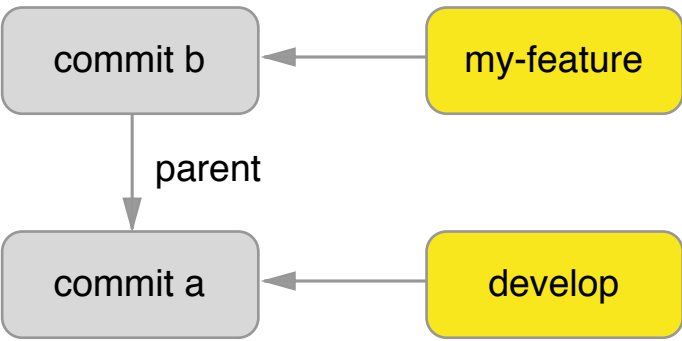 commit b
my-feature
parent
commit a
develop